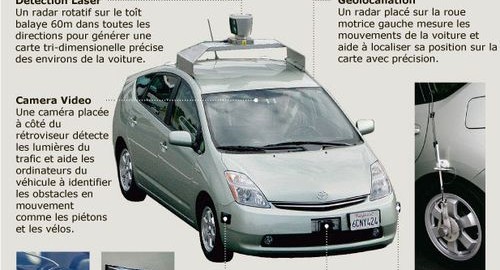 Détection Laser
Un radar rotatif sur le toît
balaye 60m dans toutes les
directions pour générer une
carte tri-dimensionelle précise
des environs de la voiture.
Géolocalisation
Un radar placé sur la roue
motrice gauche mesure les
mouvements de la voiture et
aide à localiser sa position sur la
carte avec précision.
Camera Video
Une caméra placée
à côté du
rétroviseur détecte
les lumières du
trafic et aide les
ordinateurs du
véhicule à identifier
les obstacles en
mouvement
comme les piétons
et les vélos.
6CNY424